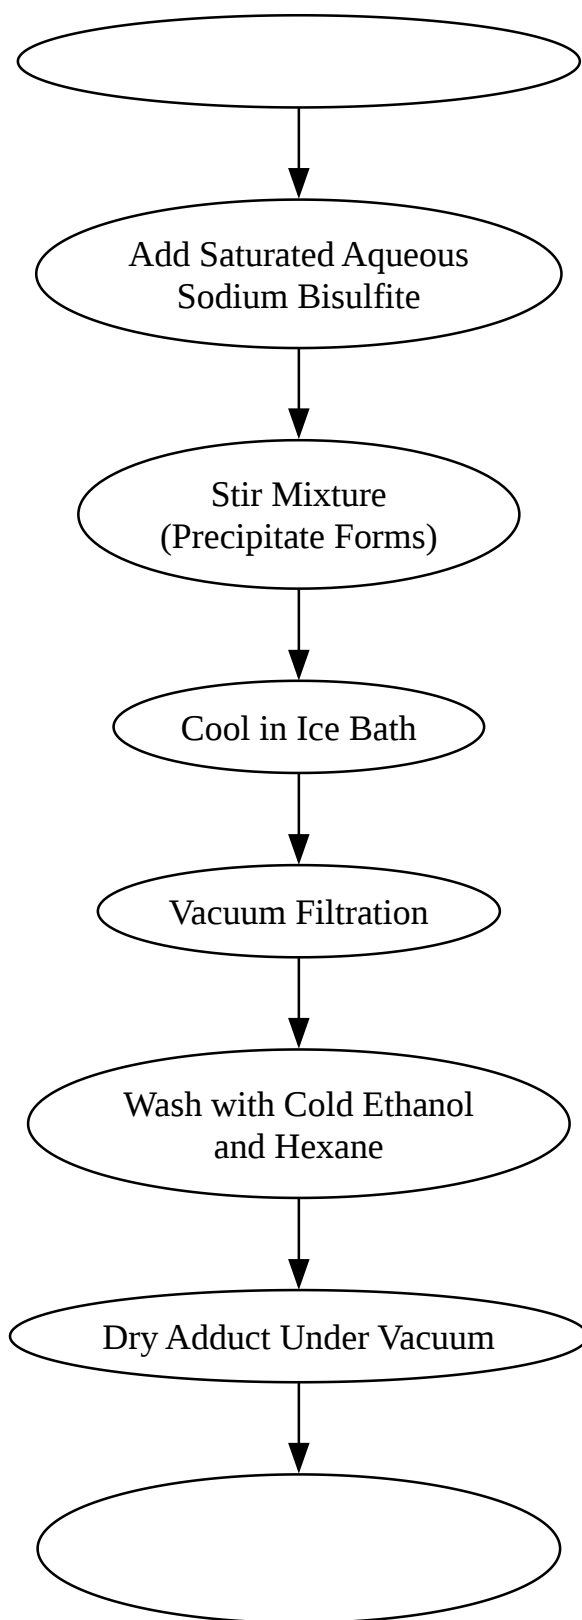 Add Saturated Aqueous
Sodium Bisulfite
Stir Mixture
(Precipitate Forms)
Cool in Ice Bath
Vacuum Filtration
Wash with Cold Ethanol
and Hexane
Dry Adduct Under Vacuum